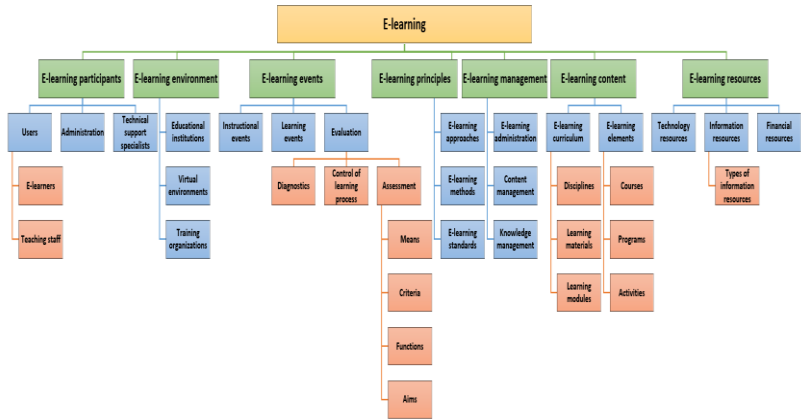 E-learning
E-learning participants
E-learning environment
E-learning events
E-learning principles
E-learning management
E-learning content
E-learning resources
Users
Administration
Technical
support
specialists
Educational
institutions
Instructional
events
Learning
events
Evaluation
E-learning
approaches
E-learning
administration
E-learning
curriculum
E-learning
elements
Technology
resources
Information
resources
Financial
resources
E-learners
Virtual
environments
Diagnostics
Control of
learning
process
Assessment
E-learning
methods
Content
management
Disciplines
Courses
Types of
information
resources
Teaching staff
Training
organizations
Means
E-learning
standards
Knowledge
management
Learning
materials
Programs
Criteria
Learning
modules
Activities
Functions
Aims